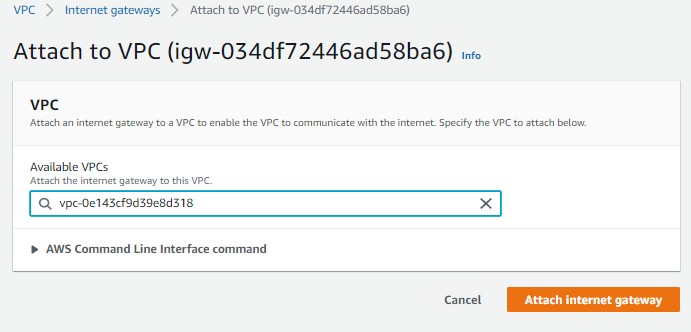 VPC > Internet gateways > Attach to VPC (igw-034df72446ad58ba6)
Attach to VPC (igw-034df72446ad58ba6) Info
VPC
Attach an internet gateway to a VPC to enable the VPC to communicate with the internet. Specify the VPC to attach below.
Available VPCs
Attach the internet gateway to this VPC.
vpc-0e143cf9d39e8d318
AWS Command Line Interface command
Cancel Attach internet gateway